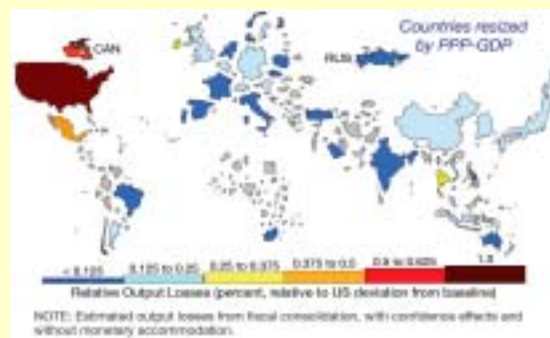 Countries resized
by PPP-GDP
CAN
RUS
< 0.125
0.125 to 0.25
0.25 to 0.375
0.375 to 0.5
0.5 to 0.625
1.0
Relative Output Losses (percent, relative to US deviation from baseline)
NOTE: Estimated output losses from fiscal consolidation, with confidence effects and
without monetary accommodation.